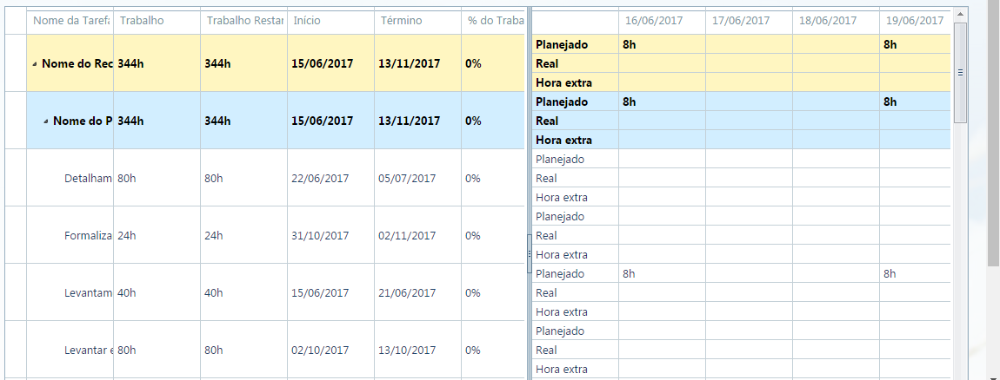 Nome da Tarefa Trabalho Trabalho Restar Início Término % do Traba 16/06/2017 17/06/2017 18/06/2017 19/06/2017
Planejado 8h 8h
Nome do Rec 344h 344h 15/06/2017 13/11/2017 0% Real
Hora extra
Planejado 8h 8h
Nome do P 344h 344h 15/06/2017 13/11/2017 0% Real
Hora extra
Planejado
Detalham 80h 80h 22/06/2017 05/07/2017 0% Real
Hora extra
Planejado
Formaliza 24h 24h 31/10/2017 02/11/2017 0% Real
Hora extra
Planejado 8h 8h
Levantam 40h 40h 15/06/2017 21/06/2017 0% Real
Hora extra
Planejado
Levantar e 80h 80h 02/10/2017 13/10/2017 0% Real
Hora extra